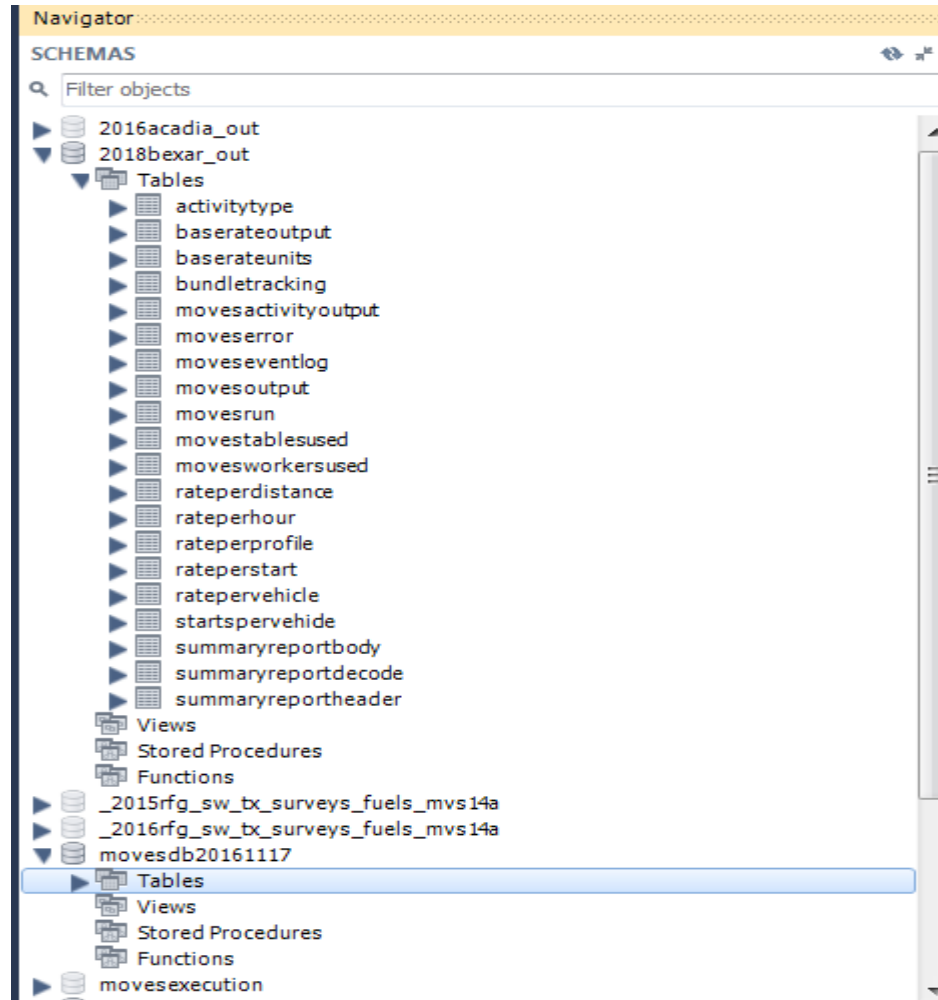 Navigator
SCHEMAS
Filter objects
2016acadia_out
2018bexar_out
Tables
activitytype
baserateoutput
baserateunits
bundletracking
movesactivityoutput
moveserror
moveseventlog
movesoutput
movesrun
movestablesused
movesworkersused
rateperdistance
rateperhour
rateperprofile
rateperstart
ratepervehicle
startspervehide
summaryreportbody
summaryreportdecode
summaryreportheader
Views
Stored Procedures
Functions
_2015rfg_sw_tx_surveys_fuels_mvs14a
_2016rfg_sw_tx_surveys_fuels_mvs14a
movesdb20161117
Tables
Views
Stored Procedures
Functions
movesexecution